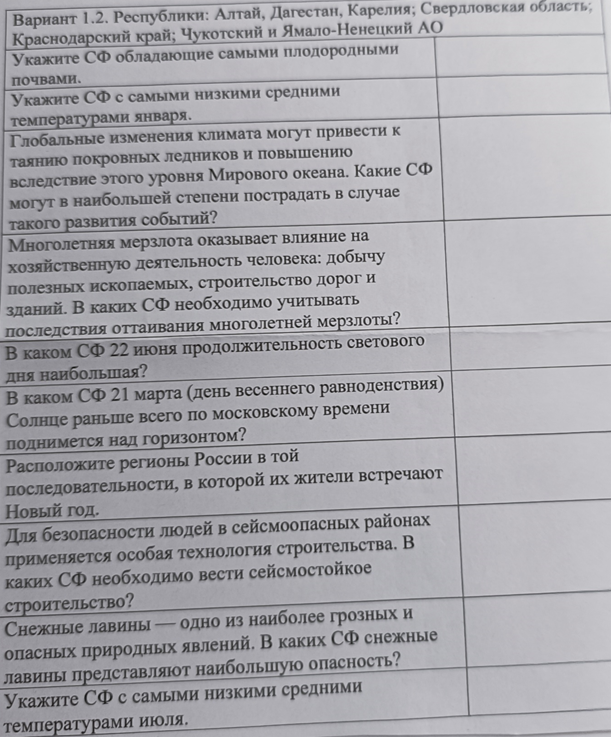 Вариант 1.2. Республики: Алтай, Дагестан, Карелия; Свердловская область;
Краснодарский край; Чукотский и Ямало-Ненецкий АО
Укажите СФ обладающие самыми плодородными
почвами.
Укажите СФ с самыми низкими средними
температурами января.
Глобальные изменения климата могут привести к
таянию покровных ледников и повышению
вследствие этого уровня Мирового океана. Какие СФ
могут в наибольшей степени пострадать в случае
такого развития событий?
Многолетняя мерзлота оказывает влияние на
хозяйственную деятельность человека: добычу
полезных ископаемых, строительство дорог и
зданий. В каких СФ необходимо учитывать
последствия оттаивания многолетней мерзлоты?
В каком СФ 22 июня продолжительность светового
дня наибольшая?
В каком СФ 21 марта (день весеннего равноденствия)
Солнце раньше всего по московскому времени
поднимется над горизонтом?
Расположите регионы России в той
последовательности, в которой их жители встречают
Новый год.
Для безопасности людей в сейсмоопасных районах
применяется особая технология строительства. В
каких СФ необходимо вести сейсмостойкое
строительство?
Снежные лавины — одно из наиболее грозных и
опасных природных явлений. В каких СФ снежные
лавины представляют наибольшую опасность?
Укажите СФ с самыми низкими средними
температурами июля.